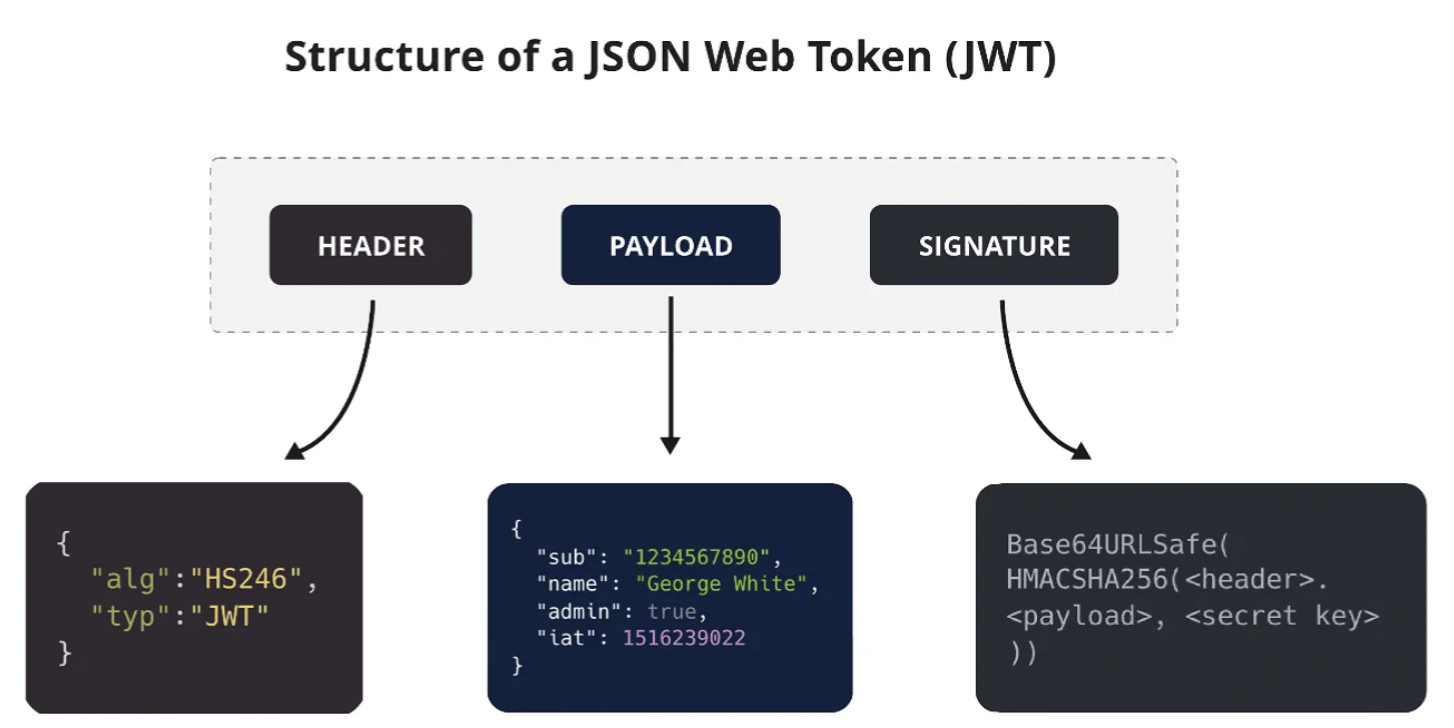 Structure of a JSON Web Token (JWT)
HEADER
PAYLOAD
SIGNATURE
{
"alg":"HS246",
"typ":"JWT"
}
{
"sub": "1234567890",
"name": "George White",
"admin": true,
"iat": 1516239022
}
Base64URLSafe(
HMACSHA256(<header>.
<payload>, <secret key>
))